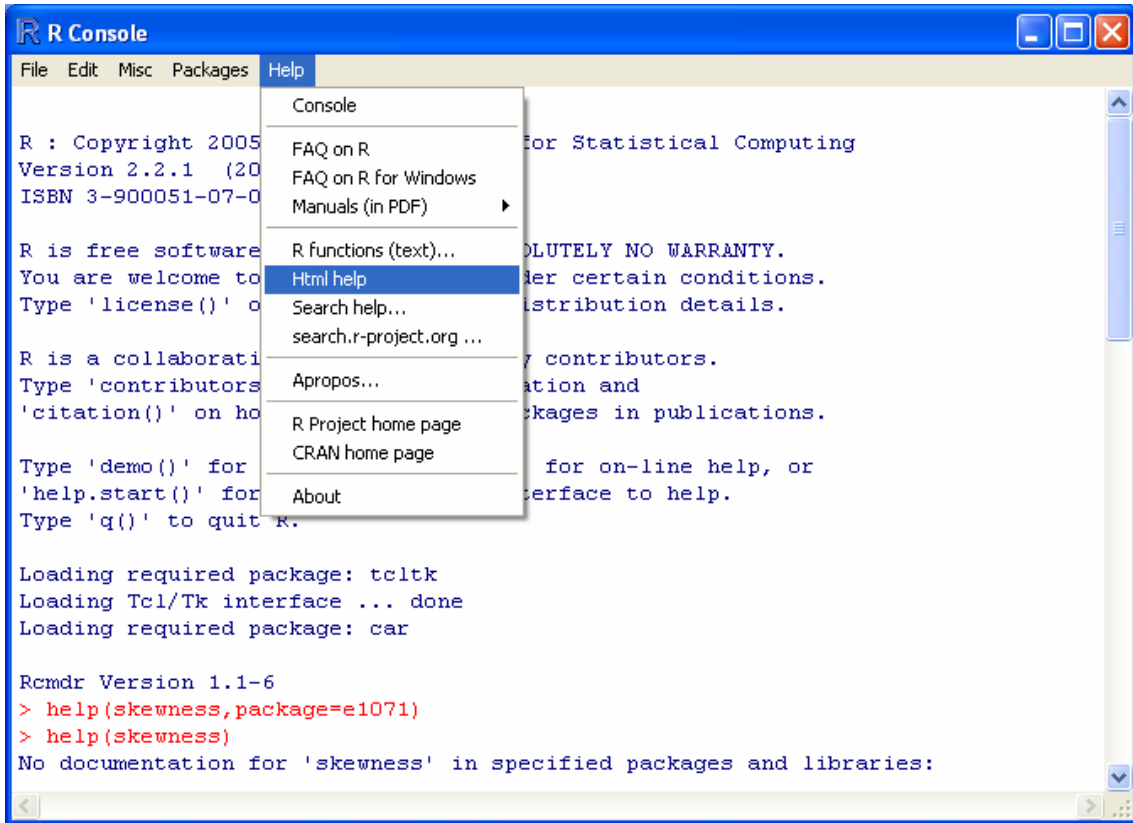 R Console
File Edit Misc Packages Help
Console
FAQ on R
FAQ on R for Windows
Manuals (in PDF)
R functions (text)...
Html help
Search help...
search.r-project.org ...
Apropos...
R Project home page
CRAN home page
About
R : Copyright 2005 for Statistical Computing
Version 2.2.1 (20
ISBN 3-900051-07-0
R is free software OLUTELY NO WARRANTY.
You are welcome to der certain conditions.
Type 'license()' o istribution details.
R is a collaborati y contributors.
Type 'contributors ation and
'citation()' on ho ckages in publications.
Type 'demo()' for for on-line help, or
'help.start()' for terface to help.
Type 'q()' to quit R.
Loading required package: tcltk
Loading Tcl/Tk interface ... done
Loading required package: car
Rcmdr Version 1.1-6
> help(skewness,package=e1071)
> help(skewness)
No documentation for 'skewness' in specified packages and libraries: